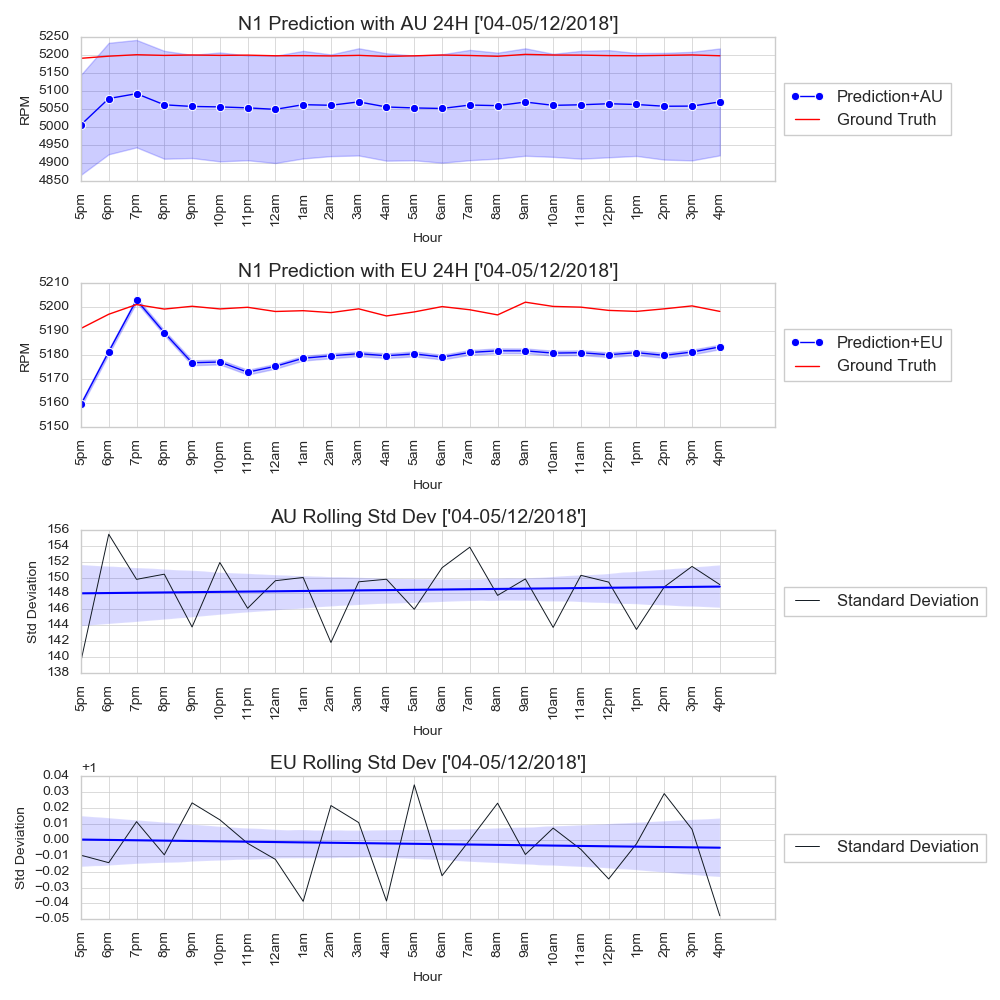 N1 Prediction with AU 24H ['04-05/12/2018']
5250
5200
5150
5100
5050
5000
4950
4900
4850
RPM
5pm 6pm 7pm 8pm 9pm 10pm 11pm 12am 1am 2am 3am 4am 5am 6am 7am 8am 9am 10am 11am 12pm 1pm 2pm 3pm 4pm
Hour
Prediction+AU
Ground Truth
N1 Prediction with EU 24H ['04-05/12/2018']
5210
5200
5190
5180
5170
5160
5150
RPM
5pm 6pm 7pm 8pm 9pm 10pm 11pm 12am 1am 2am 3am 4am 5am 6am 7am 8am 9am 10am 11am 12pm 1pm 2pm 3pm 4pm
Hour
Prediction+EU
Ground Truth
AU Rolling Std Dev ['04-05/12/2018']
156
154
152
150
148
146
144
142
140
138
Std Deviation
5pm 6pm 7pm 8pm 9pm 10pm 11pm 12am 1am 2am 3am 4am 5am 6am 7am 8am 9am 10am 11am 12pm 1pm 2pm 3pm 4pm
Hour
Standard Deviation
EU Rolling Std Dev ['04-05/12/2018']
+1
0.04
0.03
0.02
0.01
0.00
−0.01
−0.02
−0.03
−0.04
−0.05
Std Deviation
5pm 6pm 7pm 8pm 9pm 10pm 11pm 12am 1am 2am 3am 4am 5am 6am 7am 8am 9am 10am 11am 12pm 1pm 2pm 3pm 4pm
Hour
Standard Deviation